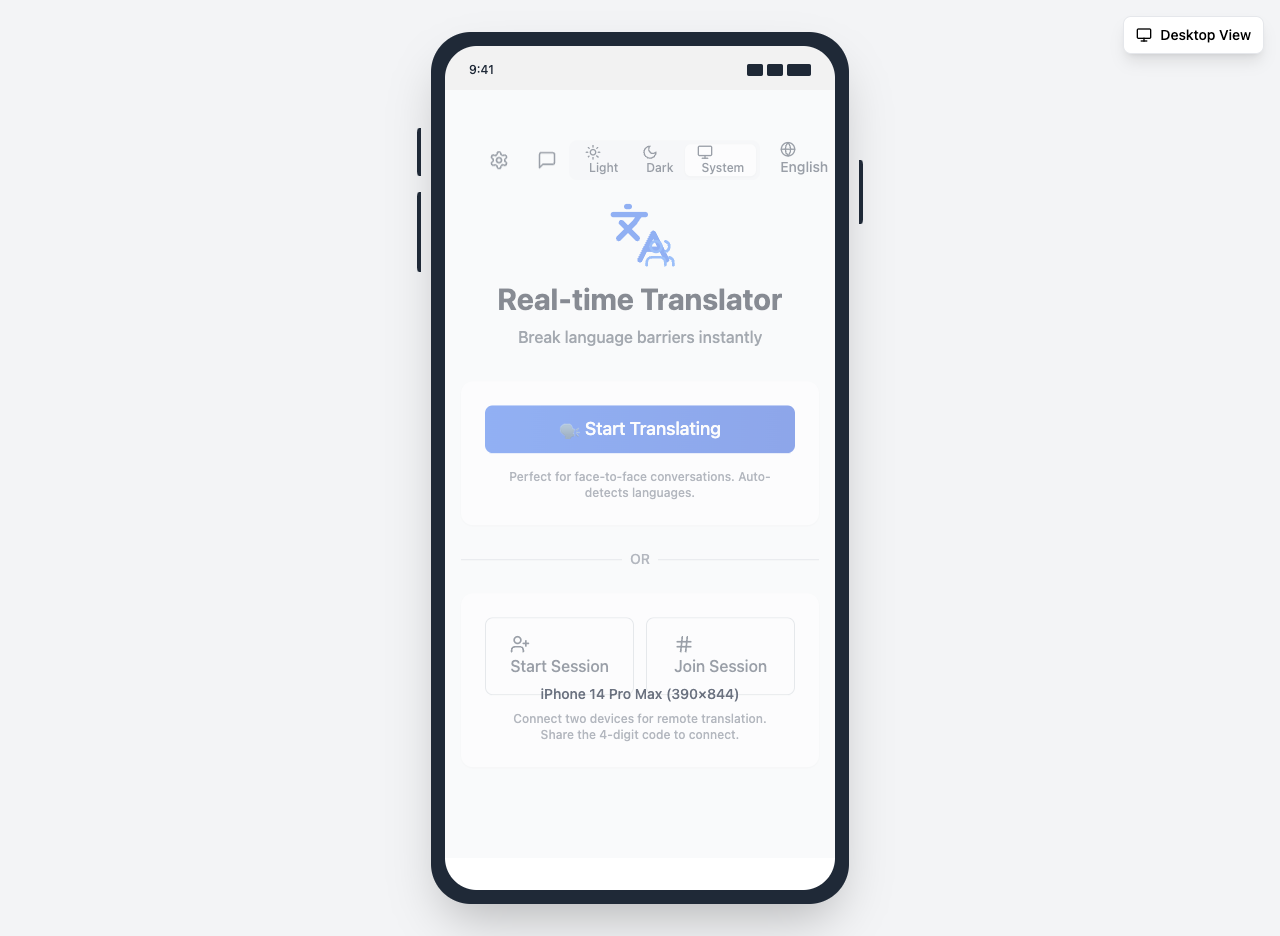 Desktop View
9:41
Light
Dark
System
English
Real-time Translator
Break language barriers instantly
Start Translating
Perfect for face-to-face conversations. Auto-
detects languages.
OR
Start Session
Join Session
iPhone 14 Pro Max (390×844)
Connect two devices for remote translation.
Share the 4-digit code to connect.